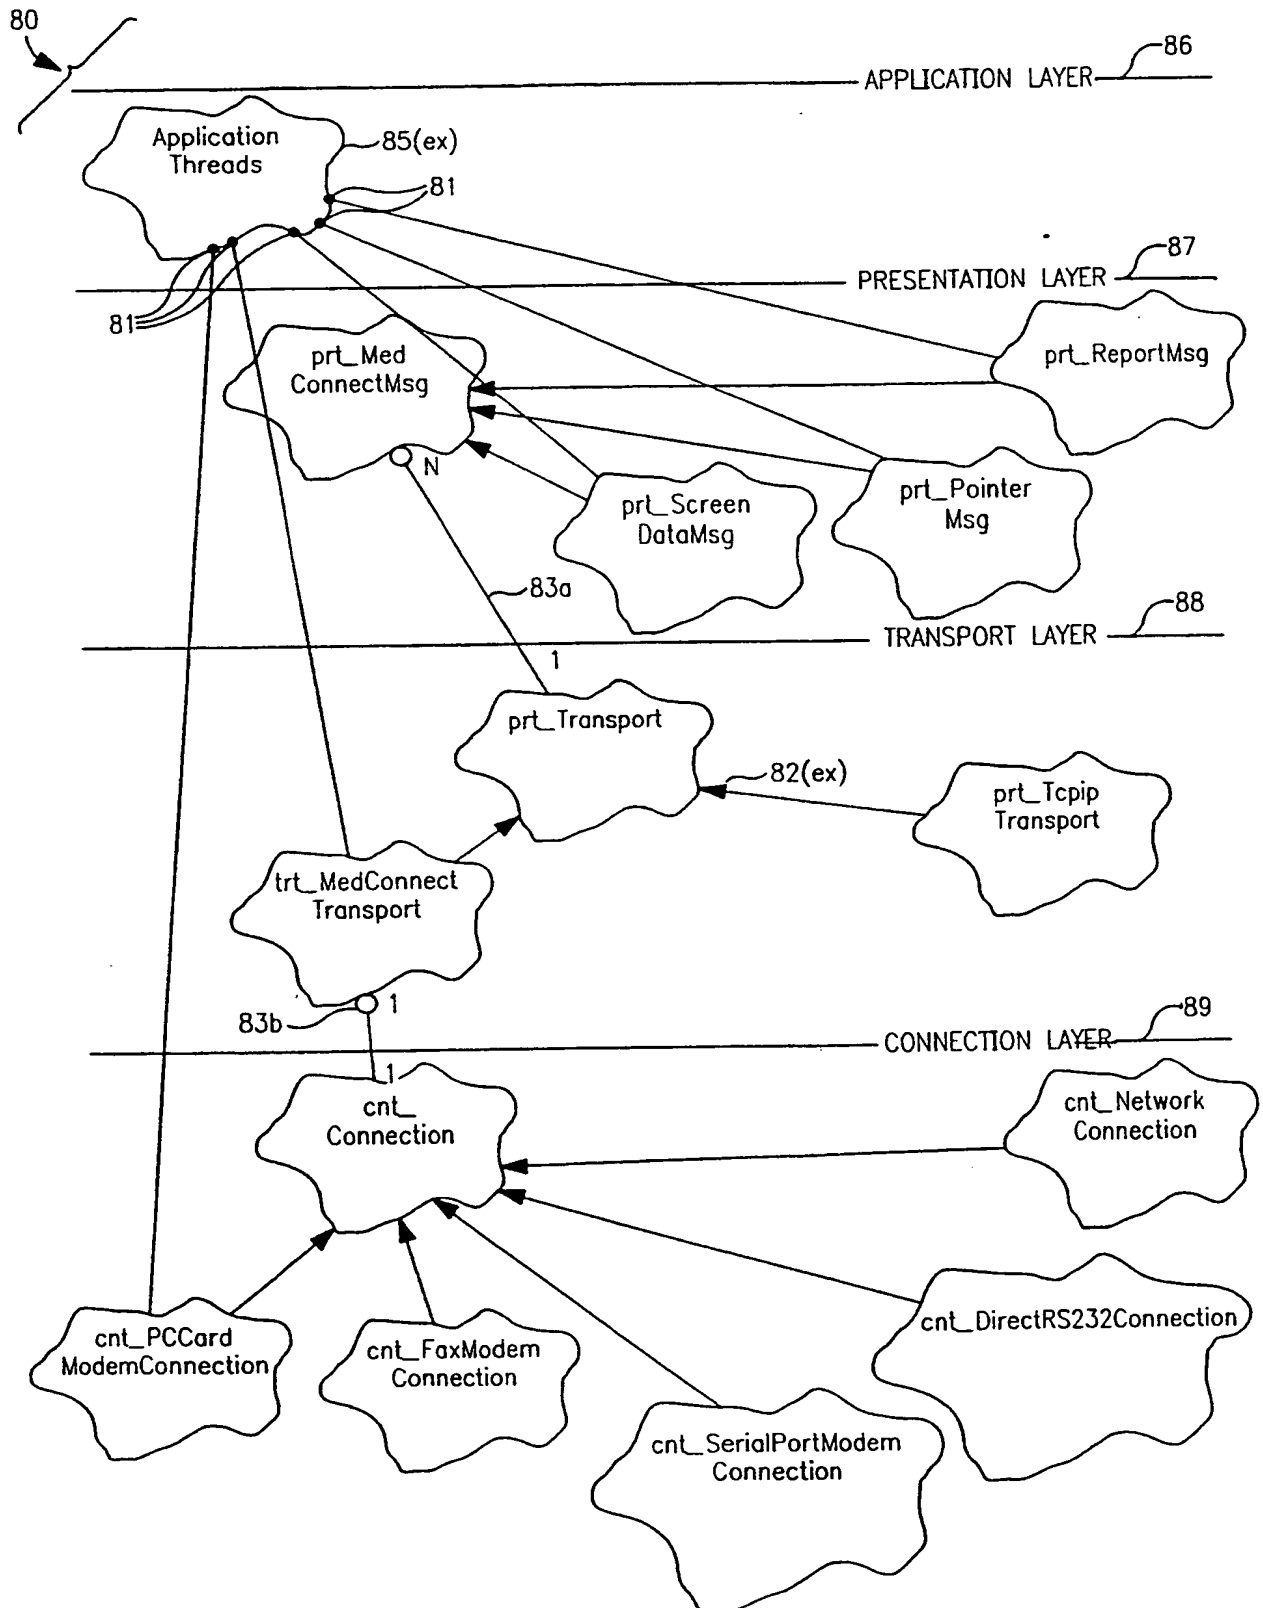 80
86
APPLICATION LAYER
Application
Threads
85(ex)
81
87
PRESENTATION LAYER
81
prt_Med
ConnectMsg
prt_ReportMsg
N
prt_Screen
DataMsg
prt_Pointer
Msg
83a
88
TRANSPORT LAYER
1
prt_Transport
82(ex)
prt_Tcpip
Transport
trt_MedConnect
Transport
83b
1
89
CONNECTION LAYER
1
cnt_
Connection
cnt_Network
Connection
cnt_DirectRS232Connection
cnt_PCCard
ModemConnection
cnt_FaxModem
Connection
cnt_SerialPortModem
Connection